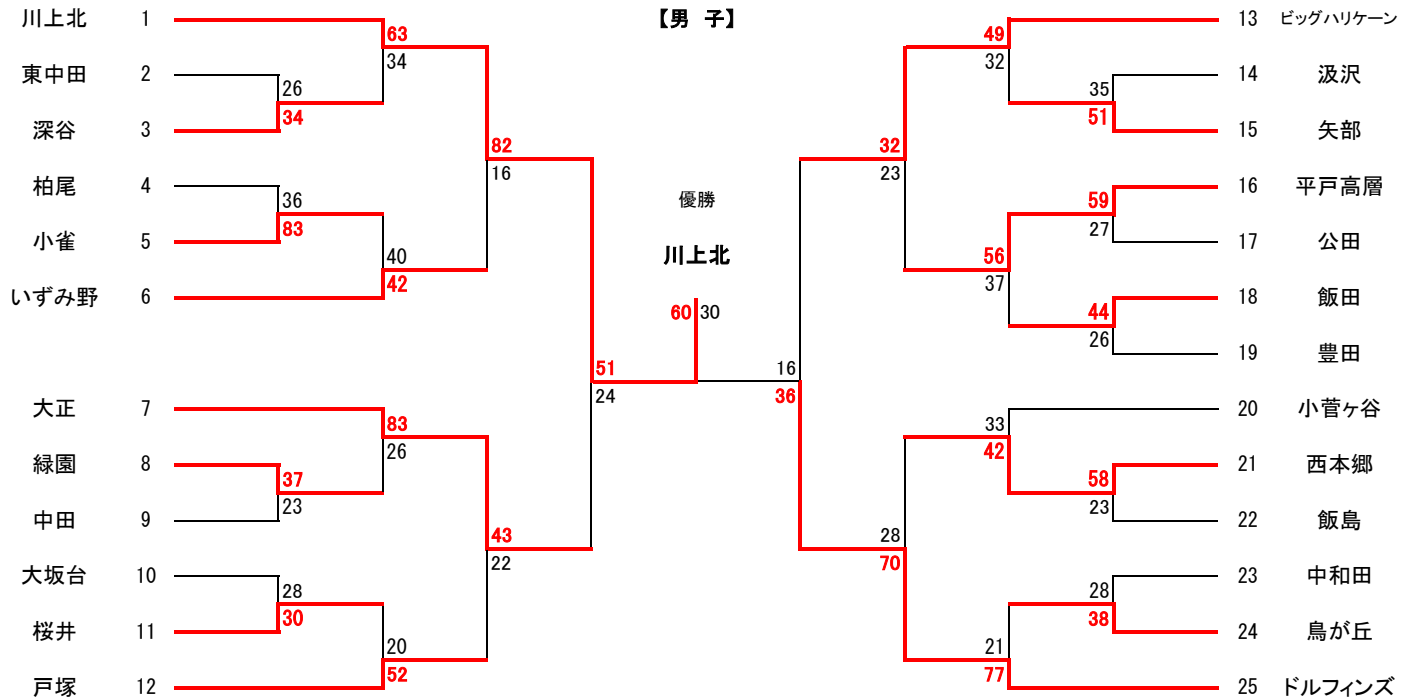 【男 子】
川上北 1
東中田 2
深谷 3
柏尾 4
小雀 5
いずみ野 6
大正 7
緑園 8
中田 9
大坂台 10
桜井 11
戸塚 12
63
34
26
34
82
16
36
83
40
42
51
24
83
26
37
23
43
22
28
30
20
52
優勝
川上北
60 30
49
32
35
51
32
23
59
27
56
37
44
26
16
36
33
42
58
23
28
70
28
38
21
77
13 ビッグハリケーン
14 汲沢
15 矢部
16 平戸高層
17 公田
18 飯田
19 豊田
20 小菅ヶ谷
21 西本郷
22 飯島
23 中和田
24 鳥が丘
25 ドルフィンズ